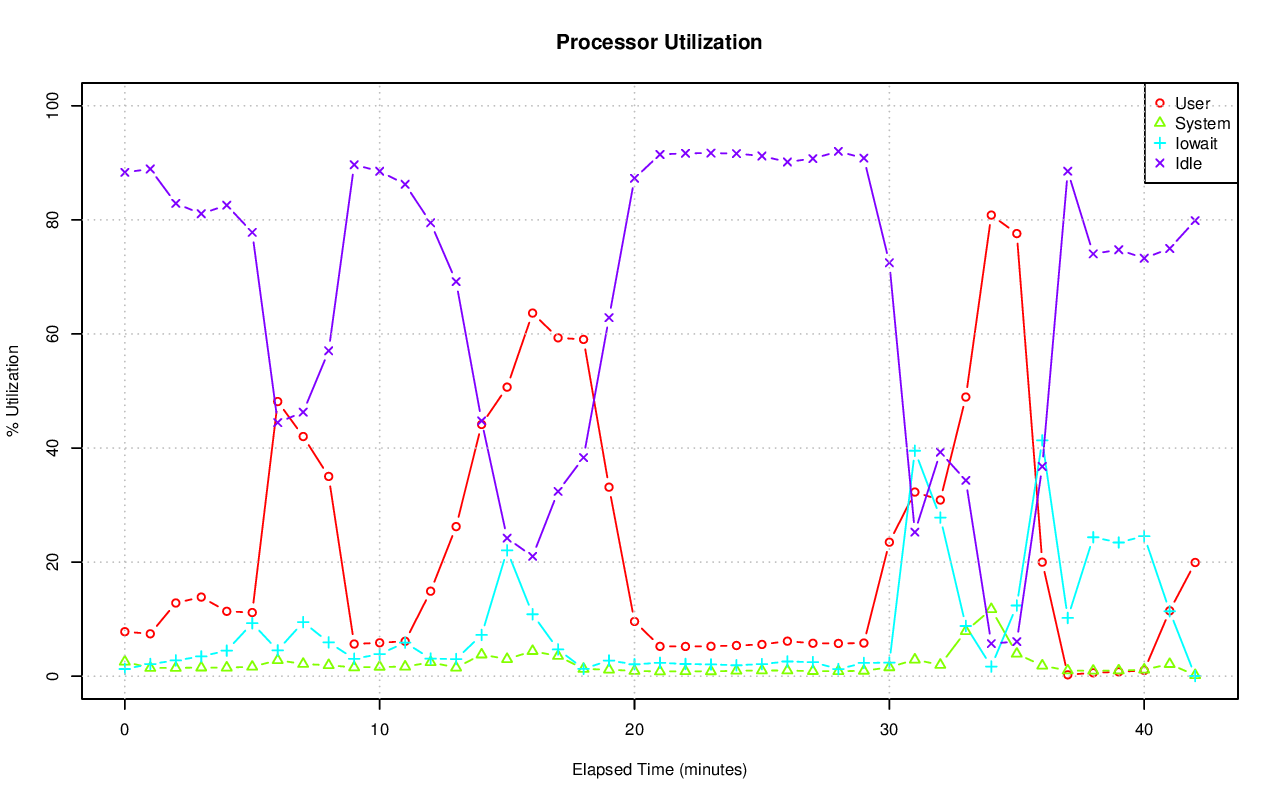 Processor Utilization
User
System
Iowait
Idle
% Utilization
100
80
60
40
20
0
0 10 20 30 40
Elapsed Time (minutes)